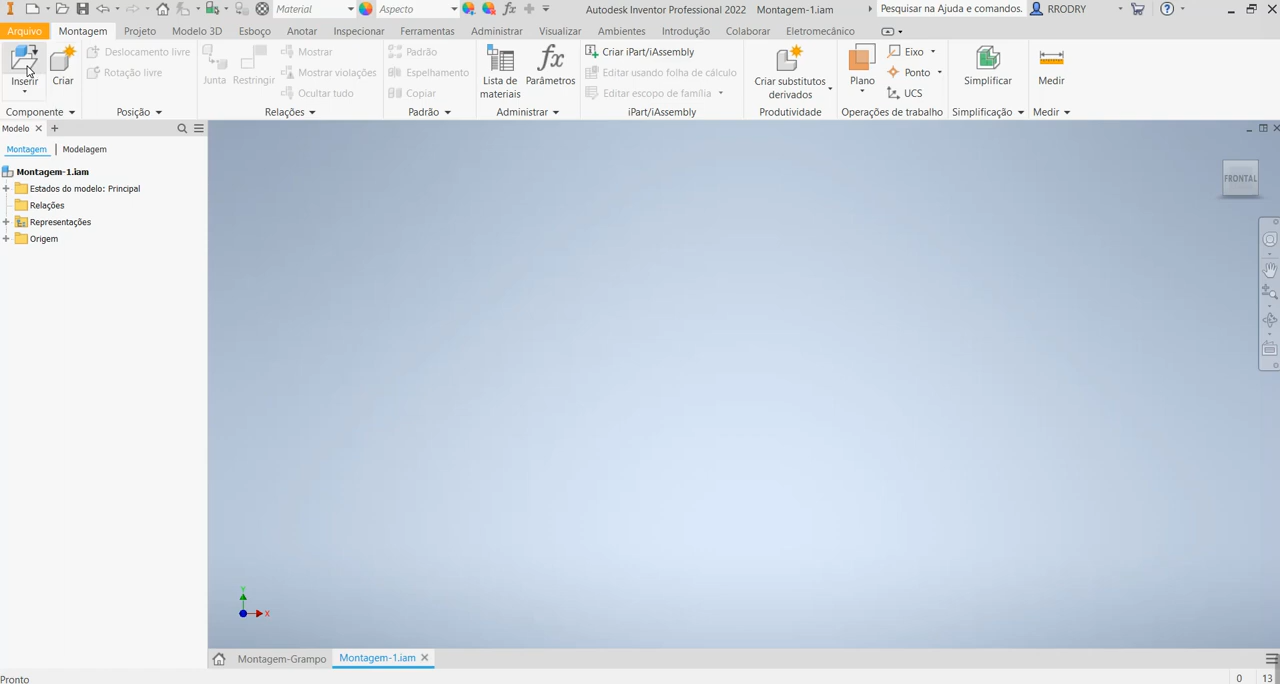 Material
Aspecto
Autodesk Inventor Professional 2022 Montagem-1.iam
Pesquisar na Ajuda e comandos.
RRODRY
Arquivo Montagem Projeto Modelo 3D Esboço Anotar Inspecionar Ferramentas Administrar Visualizar Ambientes Introdução Colaborar Eletromecânico
Inserir
Criar
Deslocamento livre
Rotação livre
Junta
Restringir
Mostrar
Mostrar violações
Ocultar tudo
Padrão
Espelhamento
Copiar
Lista de materiais
fx
Parâmetros
Criar iPart/iAssembly
Editar usando folha de cálculo
Editar escopo de família
Criar substitutos derivados
Plano
Eixo
Ponto
UCS
Simplificar
Medir
Componente Posição Relações Padrão Administrar iPart/iAssembly Produtividade Operações de trabalho Simplificação Medir
Modelo
Montagem | Modelagem
Montagem-1.iam
Estados do modelo: Principal
Relações
Representações
Origem
FRONTAL
Y
X
Montagem-Grampo Montagem-1.iam
Pronto
0 13